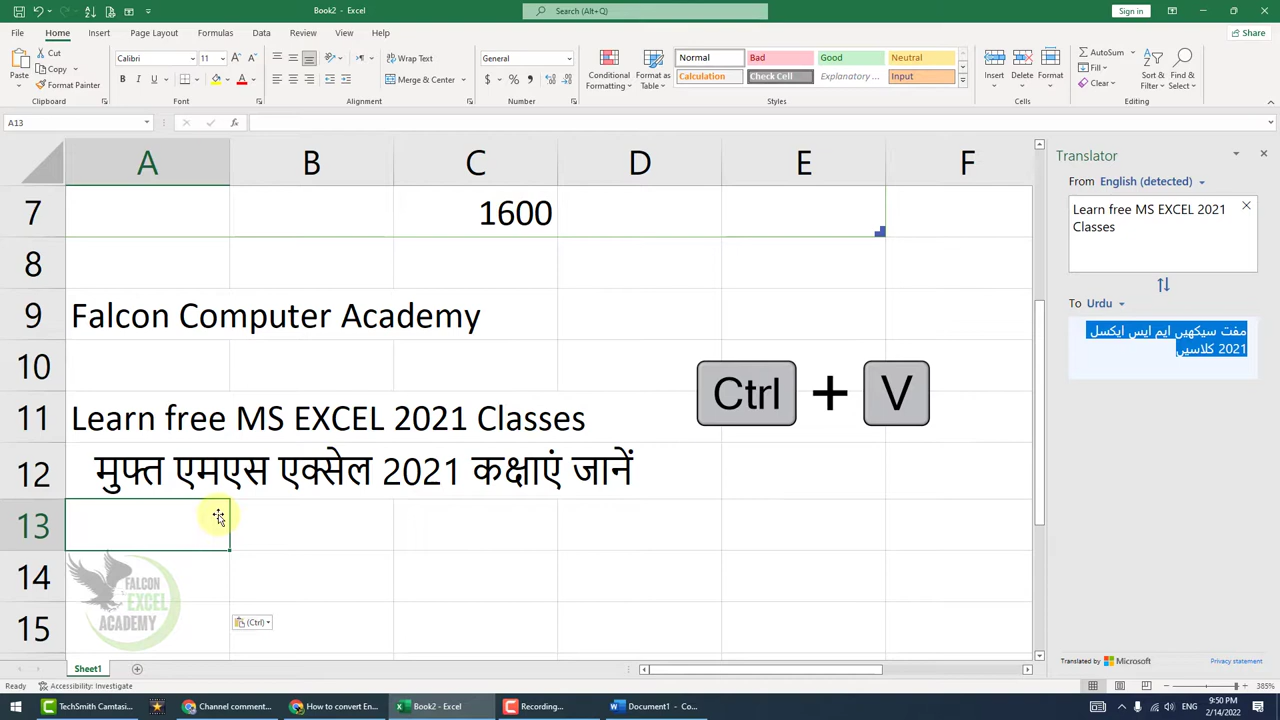 Book2 - Excel
Search (Alt+Q)
Sign in
File Home Insert Page Layout Formulas Data Review View Help
Share
Paste
Cut
Copy
Format Painter
Clipboard
Calibri 11
B I U
Font
Wrap Text
Merge & Center
Alignment
General
$ % ,
Number
Conditional Formatting
Format as Table
Normal Bad Good Neutral
Calculation Check Cell Explanatory ... Input
Styles
Insert Delete Format
Cells
AutoSum
Fill
Clear
Sort & Filter
Find & Select
Editing
A13
fx
A B C D E F
7 1600
8
9 Falcon Computer Academy
10
11 Learn free MS EXCEL 2021 Classes
12 मुफ्त एमएस एक्सेल 2021 कक्षाएं जानें
13
14
15
Ctrl + V
FALCON
EXCEL
ACADEMY
(Ctrl)
Translator
From English (detected)
Learn free MS EXCEL 2021
Classes
To Urdu
مفت سیکھیں ایم ایس ایکسل
2021 کلاسیں
Translated by Microsoft
Privacy statement
Sheet1
Ready
Accessibility: Investigate
385%
TechSmith Camtasi...
Channel comment...
How to convert En...
Book2 - Excel
Recording...
Document1 - Co...
9:50 PM
2/14/2022